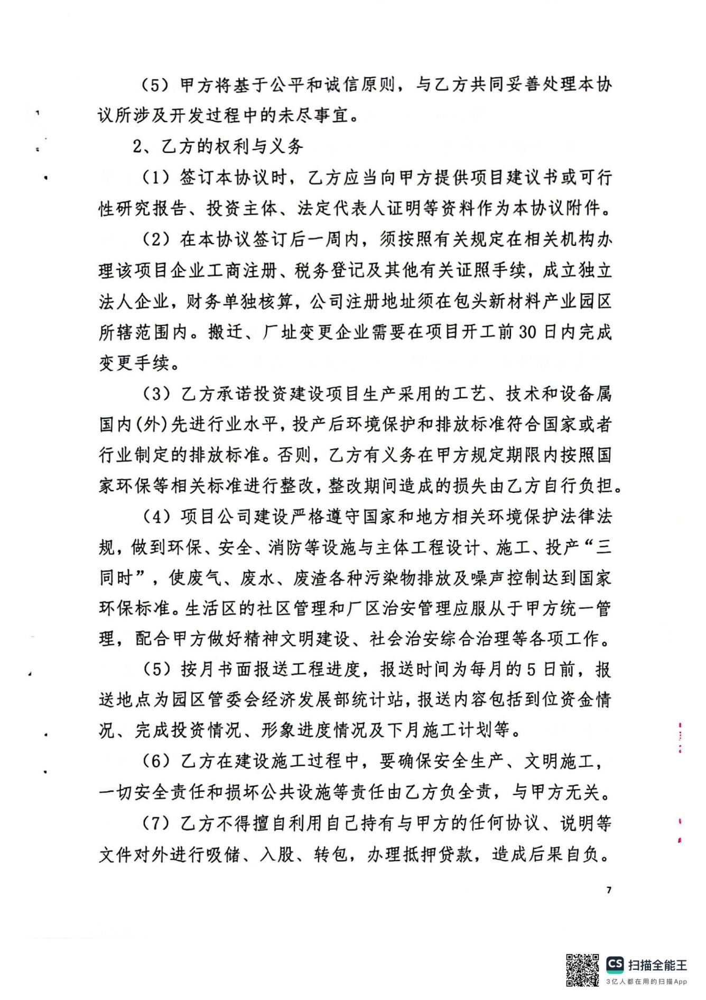 （5）甲方将基于公平和诚信原则，与乙方共同妥善处理本协
议所涉及开发过程中的未尽事宜。
2、乙方的权利与义务
（1）签订本协议时，乙方应当向甲方提供项目建议书或可行
性研究报告、投资主体、法定代表人证明等资料作为本协议附件。
（2）在本协议签订后一周内，须按照有关规定在相关机构办
理该项目企业工商注册、税务登记及其他有关证照手续，成立独立
法人企业，财务单独核算，公司注册地址须在包头新材料产业园区
所辖范围内。搬迁、厂址变更企业需要在项目开工前 30 日内完成
变更手续。
（3）乙方承诺投资建设项目生产采用的工艺、技术和设备属
国内(外)先进行业水平，投产后环境保护和排放标准符合国家或者
行业制定的排放标准。否则，乙方有义务在甲方规定期限内按照国
家环保等相关标准进行整改，整改期间造成的损失由乙方自行负担。
（4）项目公司建设严格遵守国家和地方相关环境保护法律法
规，做到环保、安全、消防等设施与主体工程设计、施工、投产“三
同时”，使废气、废水、废渣各种污染物排放及噪声控制达到国家
环保标准。生活区的社区管理和厂区治安管理应服从于甲方统一管
理，配合甲方做好精神文明建设、社会治安综合治理等各项工作。
（5）按月书面报送工程进度，报送时间为每月的 5 日前，报
送地点为园区管委会经济发展部统计站，报送内容包括到位资金情
况、完成投资情况、形象进度情况及下月施工计划等。
（6）乙方在建设施工过程中，要确保安全生产、文明施工，
一切安全责任和损坏公共设施等责任由乙方负全责，与甲方无关。
（7）乙方不得擅自利用自己持有与甲方的任何协议、说明等
文件对外进行吸储、入股、转包，办理抵押贷款，造成后果自负。
7
CS 扫描全能王
3亿人都在用的扫描App